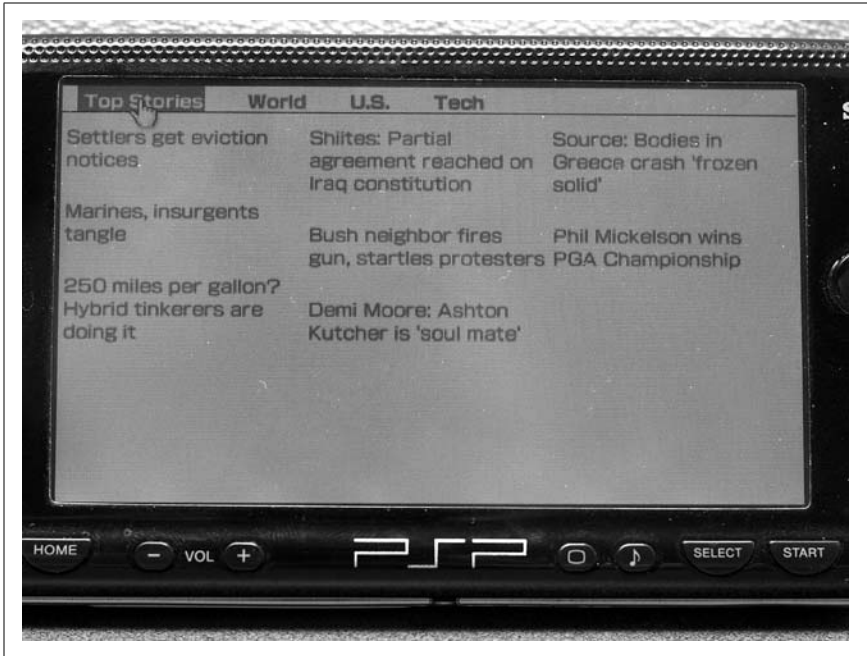 Top Stories World U.S. Tech
Settlers get eviction
notices
Marines, insurgents
tangle
250 miles per gallon?
Hybrid tinkerers are
doing it
Shiites: Partial
agreement reached on
Iraq constitution
Bush neighbor fires
gun, startles protesters
Demi Moore: Ashton
Kutcher is 'soul mate'
Source: Bodies in
Greece crash 'frozen
solid'
Phil Mickelson wins
PGA Championship
S
HOME − VOL + PSP SELECT START